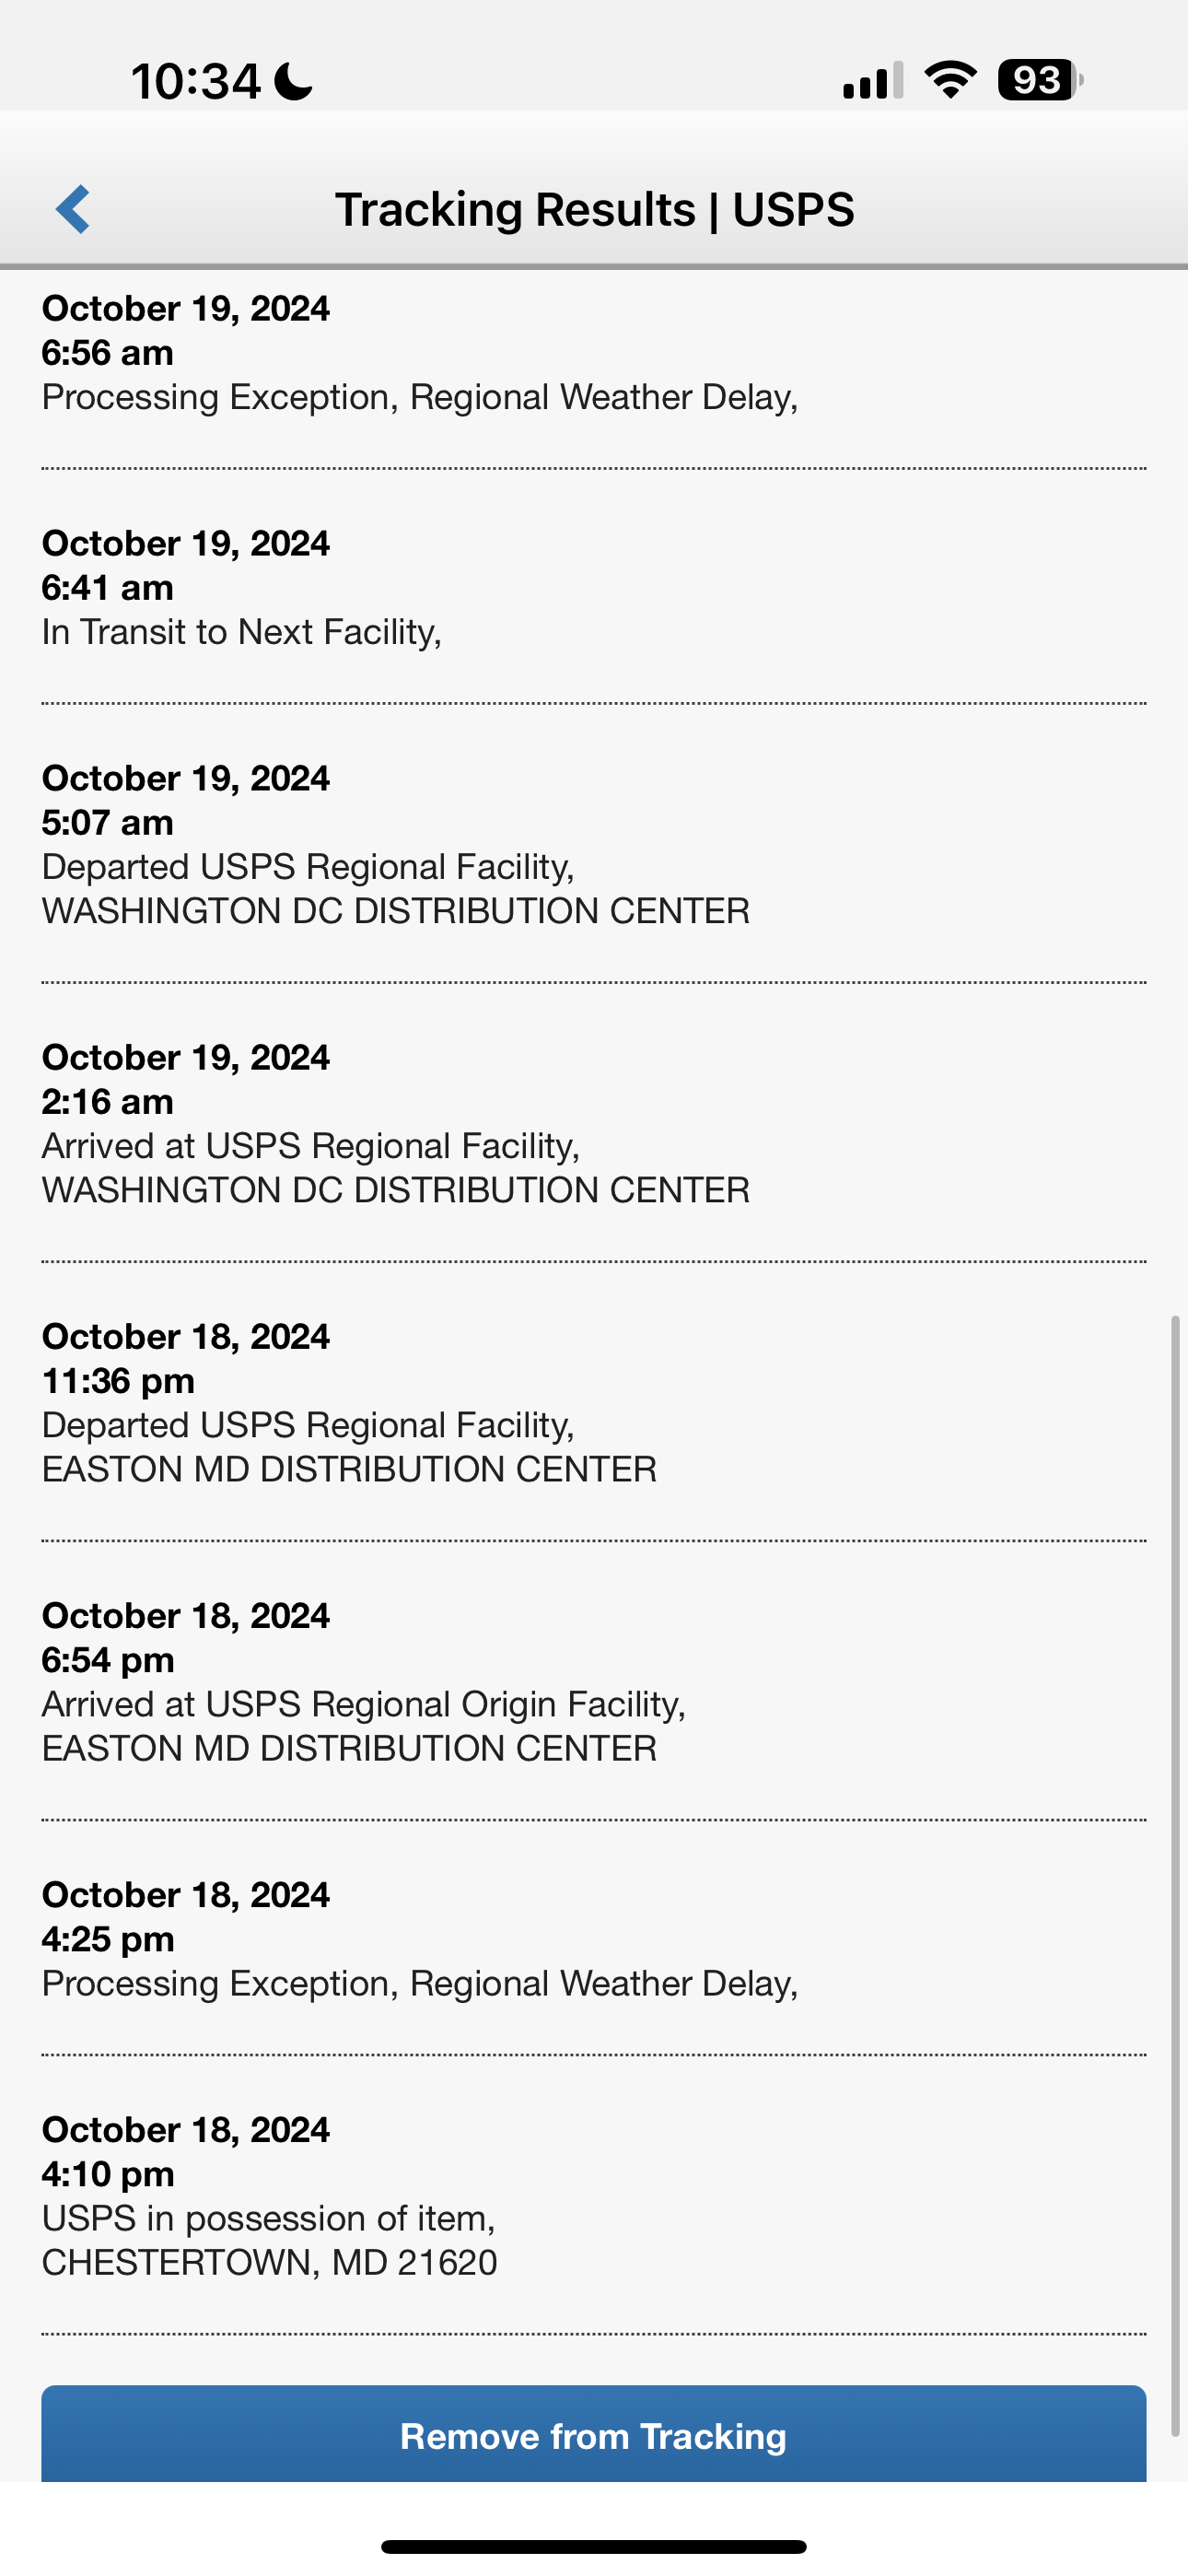 10:34
93
Tracking Results | USPS
October 19, 2024
6:56 am
Processing Exception, Regional Weather Delay,
October 19, 2024
6:41 am
In Transit to Next Facility,
October 19, 2024
5:07 am
Departed USPS Regional Facility,
WASHINGTON DC DISTRIBUTION CENTER
October 19, 2024
2:16 am
Arrived at USPS Regional Facility,
WASHINGTON DC DISTRIBUTION CENTER
October 18, 2024
11:36 pm
Departed USPS Regional Facility,
EASTON MD DISTRIBUTION CENTER
October 18, 2024
6:54 pm
Arrived at USPS Regional Origin Facility,
EASTON MD DISTRIBUTION CENTER
October 18, 2024
4:25 pm
Processing Exception, Regional Weather Delay,
October 18, 2024
4:10 pm
USPS in possession of item,
CHESTERTOWN, MD 21620
Remove from Tracking